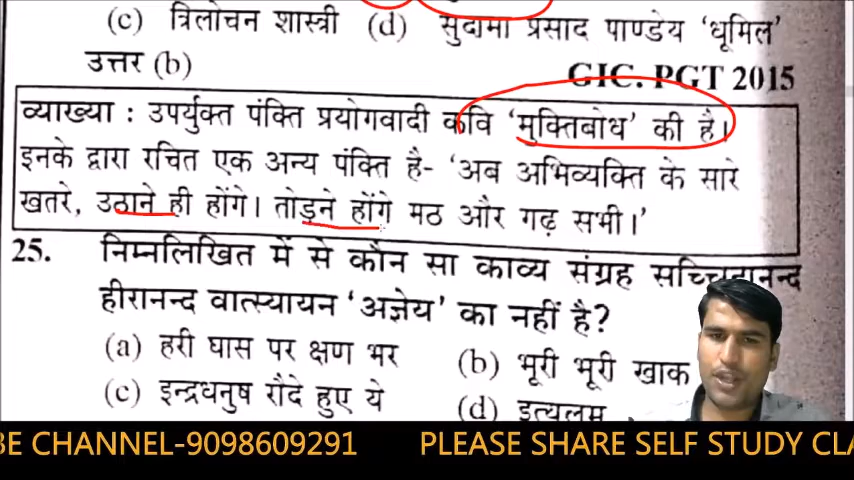 (c) त्रिलोचन शास्त्री (d) सुदामा प्रसाद पाण्डेय 'धूमिल'
उत्तर (b) GIC. PGT 2015
व्याख्या : उपर्युक्त पंक्ति प्रयोगवादी कवि 'मुक्तिबोध' की है।
इनके द्वारा रचित एक अन्य पंक्ति है- 'अब अभिव्यक्ति के सारे
खतरे, उठाने ही होंगे। तोड़ने होंगे मठ और गढ़ सभी।'
25. निम्नलिखित में से कौन सा काव्य संग्रह सच्चिदानन्द
हीरानन्द वात्स्यायन 'अज्ञेय' का नहीं है?
(a) हरी घास पर क्षण भर (b) भूरी भूरी खाक
(c) इन्द्रधनुष रौंदे हुए ये (d) इत्यलम
BE CHANNEL-9098609291 PLEASE SHARE SELF STUDY CLA